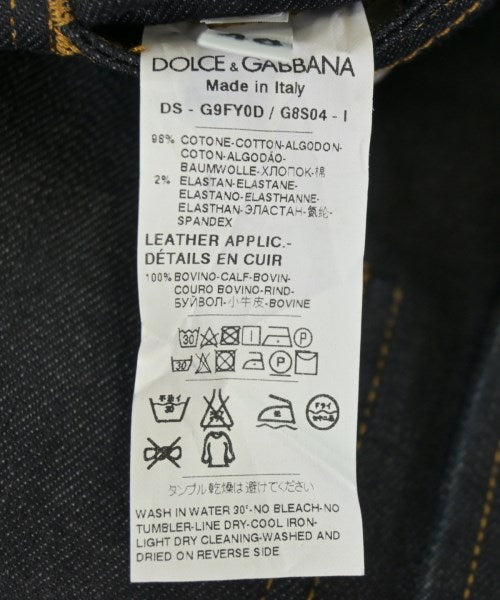 DOLCE & GABBANA
Made in Italy
DS - G9FY0D / G8S04 - I
98% COTONE-COTTON-ALGODON-
COTON-ALGODÃO-
BAUMWOLLE-ХЛОПОК-棉
2% ELASTAN-ELASTANE-
ELASTANO-ELASTHANNE-
ELASTHAN-ЭЛАСТАН-氨纶-
SPANDEX
LEATHER APPLIC.-
DÉTAILS EN CUIR
100% BOVINO-CALF-BOVIN-
COURO BOVINO-RIND-
БУЙВОЛ-小牛皮-BOVINE
30 P
30 P
30 ドライ
タンブル乾燥は避けてください
WASH IN WATER 30°-NO BLEACH-NO
TUMBLER-LINE DRY-COOL IRON-
LIGHT DRY CLEANING-WASHED AND
DRIED ON REVERSE SIDE